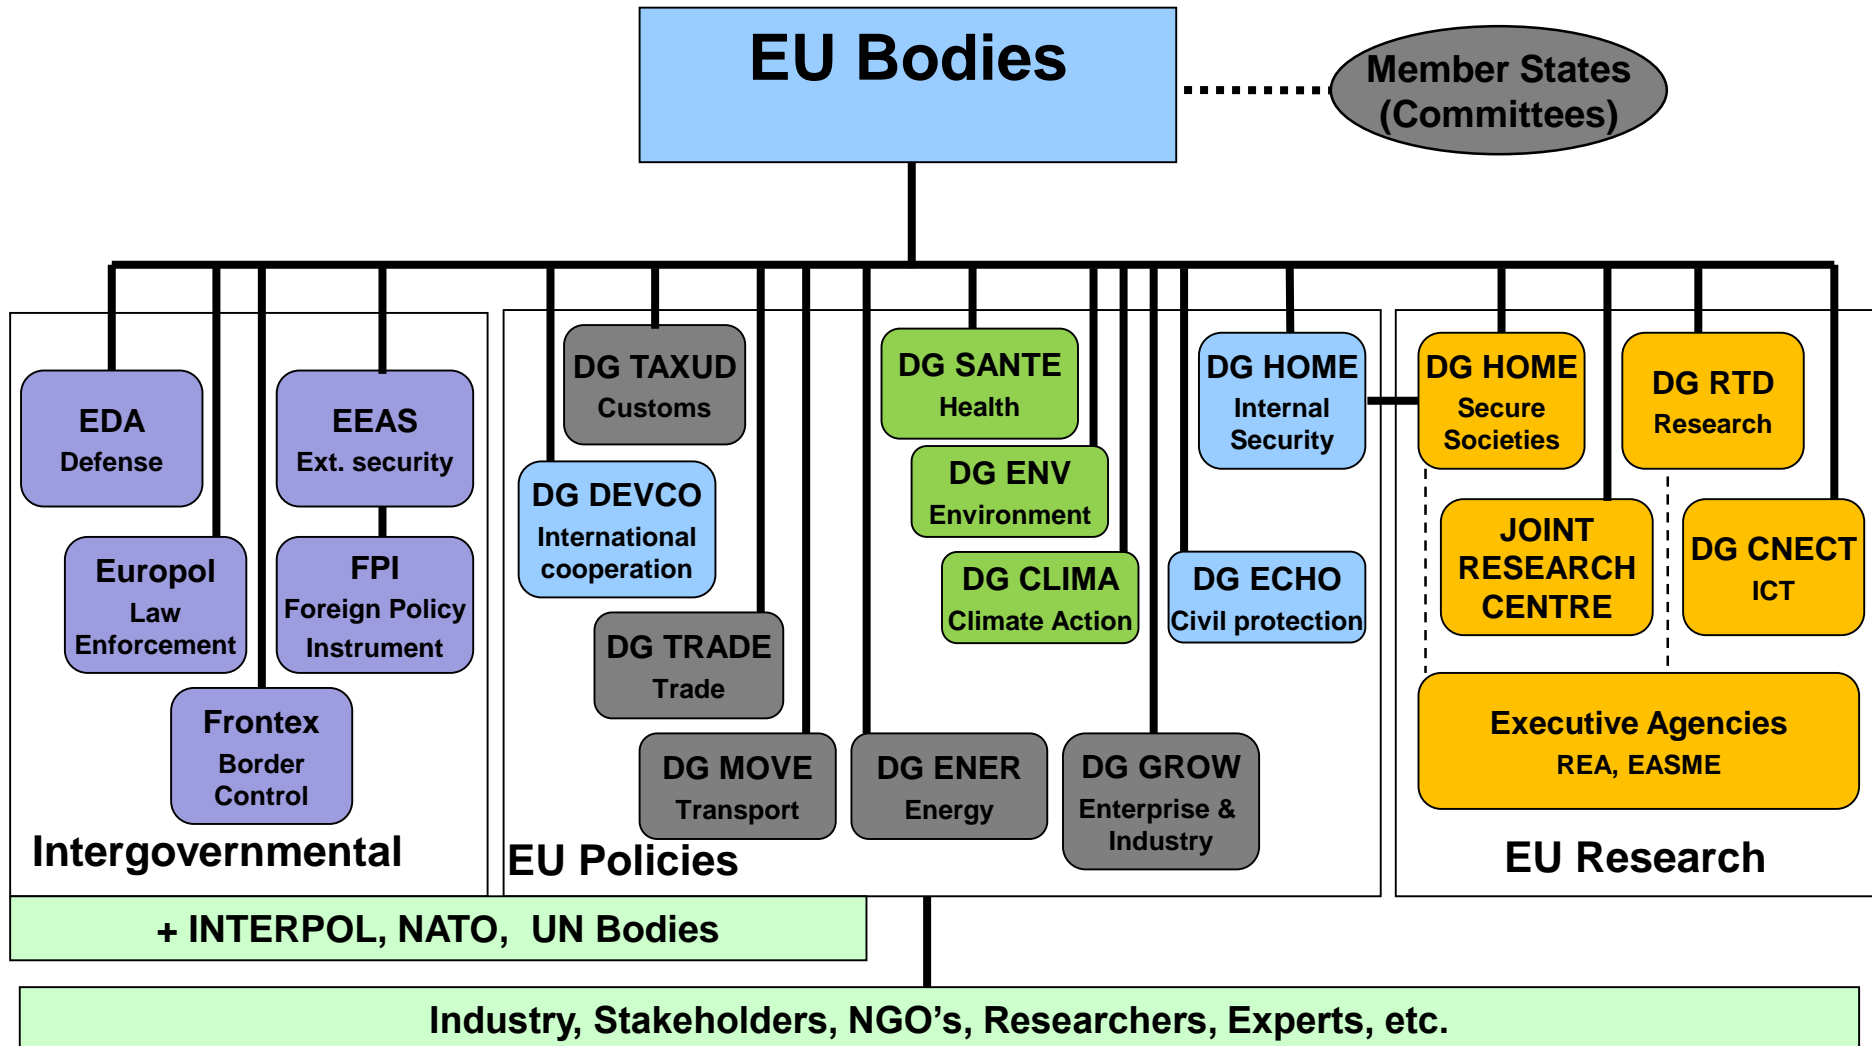 EU Bodies
Member States
(Committees)
EDA
Defense
EEAS
Ext. security
Europol
Law
Enforcement
FPI
Foreign Policy
Instrument
Frontex
Border
Control
Intergovernmental
DG TAXUD
Customs
DG DEVCO
International
cooperation
DG TRADE
Trade
DG MOVE
Transport
DG SANTE
Health
DG ENV
Environment
DG CLIMA
Climate Action
DG ENER
Energy
DG GROW
Enterprise &
Industry
DG HOME
Internal
Security
DG ECHO
Civil protection
EU Policies
DG HOME
Secure
Societies
DG RTD
Research
JOINT
RESEARCH
CENTRE
DG CNECT
ICT
Executive Agencies
REA, EASME
EU Research
+ INTERPOL, NATO, UN Bodies
Industry, Stakeholders, NGO’s, Researchers, Experts, etc.